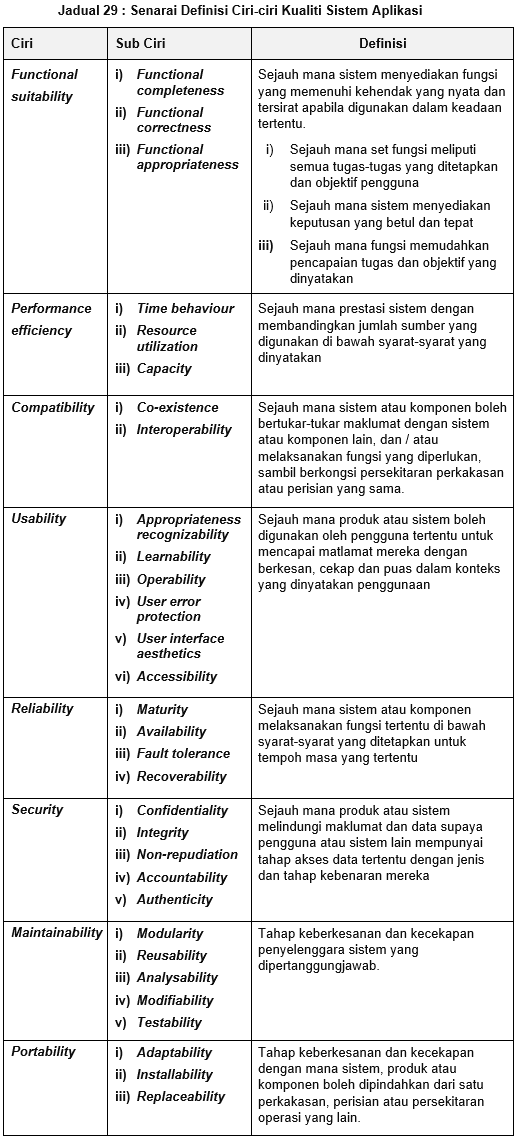 Jadual 29 : Senarai Definisi Ciri-ciri Kualiti Sistem Aplikasi
Ciri
Sub Ciri
Definisi
Functional
suitability
i) Functional
completeness
ii) Functional
correctness
iii) Functional
appropriateness
Sejauh mana sistem menyediakan fungsi
yang memenuhi kehendak yang nyata dan
tersirat apabila digunakan dalam keadaan
tertentu.
i) Sejauh mana set fungsi meliputi
semua tugas-tugas yang ditetapkan
dan objektif pengguna
ii) Sejauh mana sistem menyediakan
keputusan yang betul dan tepat
iii) Sejauh mana fungsi memudahkan
pencapaian tugas dan objektif yang
dinyatakan
Performance
efficiency
i) Time behaviour
ii) Resource
utilization
iii) Capacity
Sejauh mana prestasi sistem dengan
membandingkan jumlah sumber yang
digunakan di bawah syarat-syarat yang
dinyatakan
Compatibility
i) Co-existence
ii) Interoperability
Sejauh mana sistem atau komponen boleh
bertukar-tukar maklumat dengan sistem
atau komponen lain, dan / atau
melaksanakan fungsi yang diperlukan,
sambil berkongsi persekitaran perkakasan
atau perisian yang sama.
Usability
i) Appropriateness
recognizability
ii) Learnability
iii) Operability
iv) User error
protection
v) User interface
aesthetics
vi) Accessibility
Sejauh mana produk atau sistem boleh
digunakan oleh pengguna tertentu untuk
mencapai matlamat mereka dengan
berkesan, cekap dan puas dalam konteks
yang dinyatakan penggunaan
Reliability
i) Maturity
ii) Availability
iii) Fault tolerance
iv) Recoverability
Sejauh mana sistem atau komponen
melaksanakan fungsi tertentu di bawah
syarat-syarat yang ditetapkan untuk
tempoh masa yang tertentu
Security
i) Confidentiality
ii) Integrity
iii) Non-repudiation
iv) Accountability
v) Authenticity
Sejauh mana produk atau sistem
melindungi maklumat dan data supaya
pengguna atau sistem lain mempunyai
tahap akses data tertentu dengan jenis
dan tahap kebenaran mereka
Maintainability
i) Modularity
ii) Reusability
iii) Analysability
iv) Modifiability
v) Testability
Tahap keberkesanan dan kecekapan
penyelenggara sistem yang
dipertanggungjawab.
Portability
i) Adaptability
ii) Installability
iii) Replaceability
Tahap keberkesanan dan kecekapan
dengan mana sistem, produk atau
komponen boleh dipindahkan dari satu
perkakasan, perisian atau persekitaran
operasi yang lain.